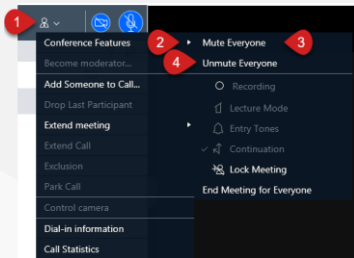 1
Conference Features
2
Mute Everyone
3
Become moderator...
4
Unmute Everyone
Add Someone to Call...
Recording
Drop Last Participant
Lecture Mode
Extend meeting
Entry Tones
Extend Call
Continuation
Exclusion
Lock Meeting
Park Call
End Meeting for Everyone
Control camera
Dial-in information
Call Statistics